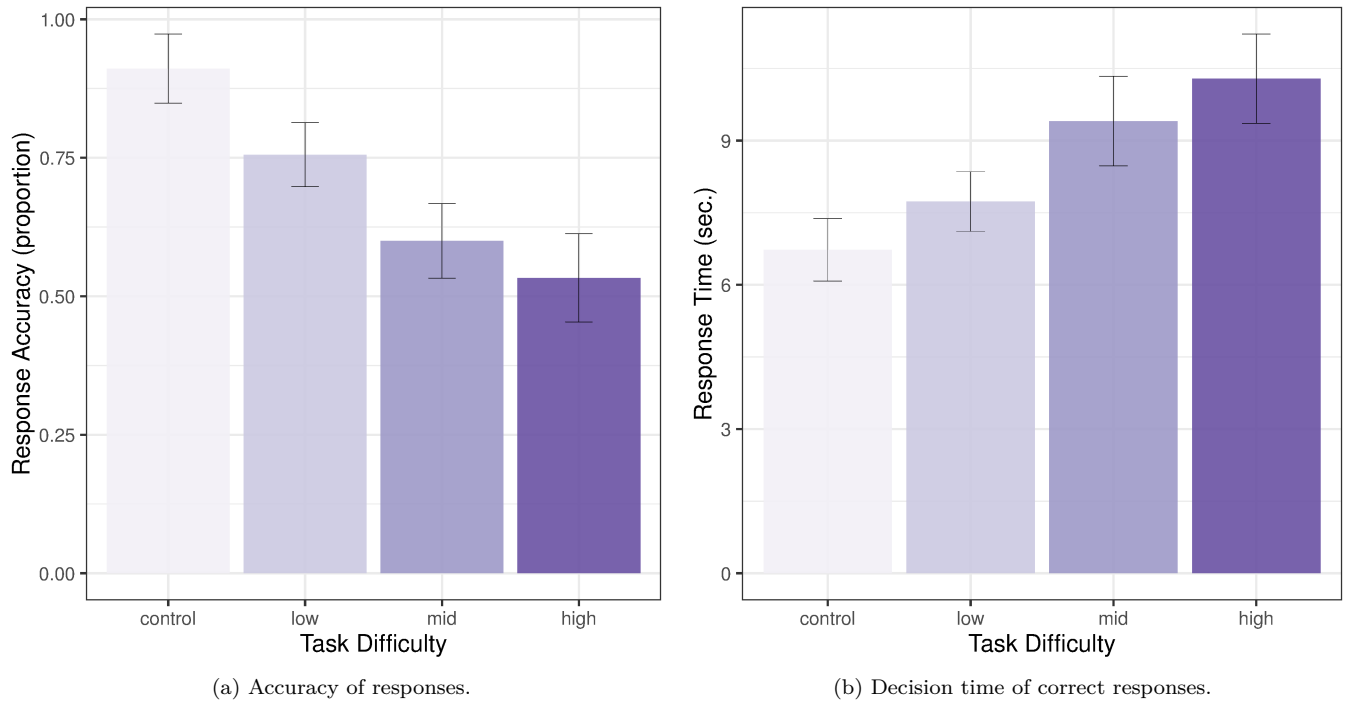 1.00
0.75
0.50
0.25
0.00
Response Accuracy (proportion)
control low mid high
Task Difficulty
(a) Accuracy of responses.
9
6
3
0
Response Time (sec.)
control low mid high
Task Difficulty
(b) Decision time of correct responses.